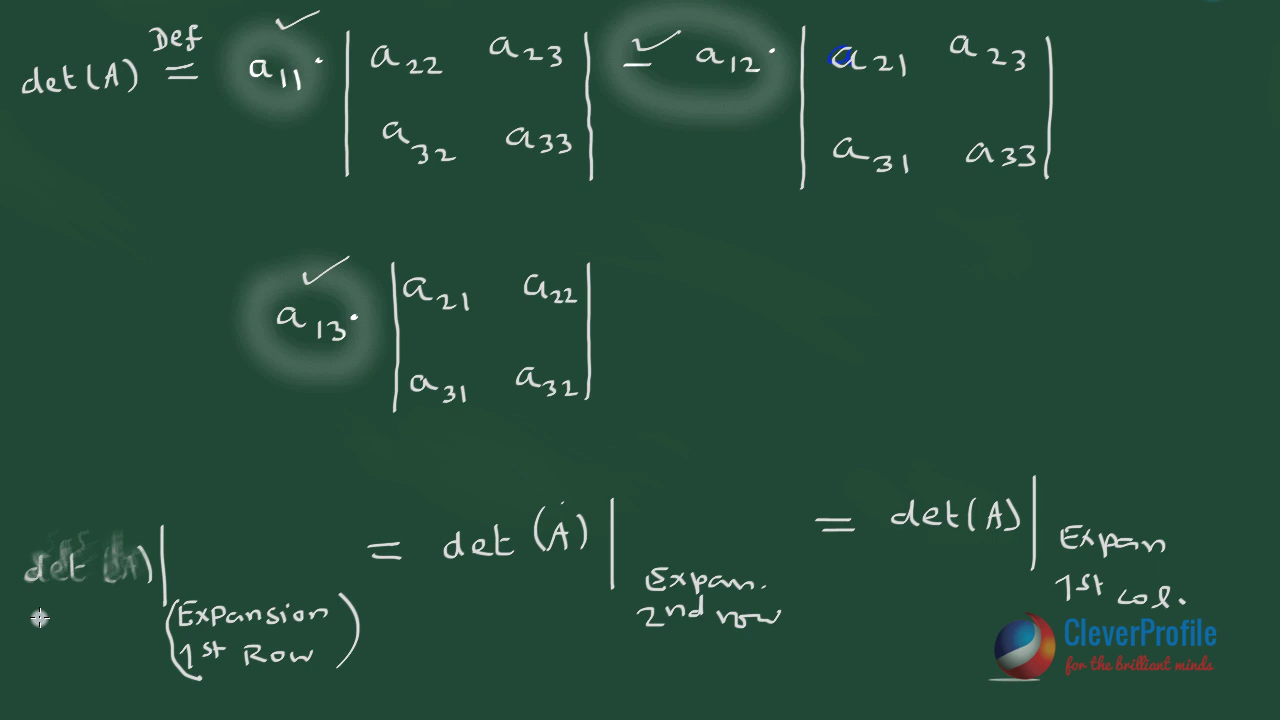 Def
det(A) = a11 · | a22 a23 | - a12 · | a21 a23 |
| a32 a33 | | a31 a33 |
a13 · | a21 a22 |
| a31 a32 |
det (A) | = det (A) | = det(A) |
(Expansion 1st Row)
Expan. 2nd row
Expan 1st col.
CleverProfile
for the brilliant minds